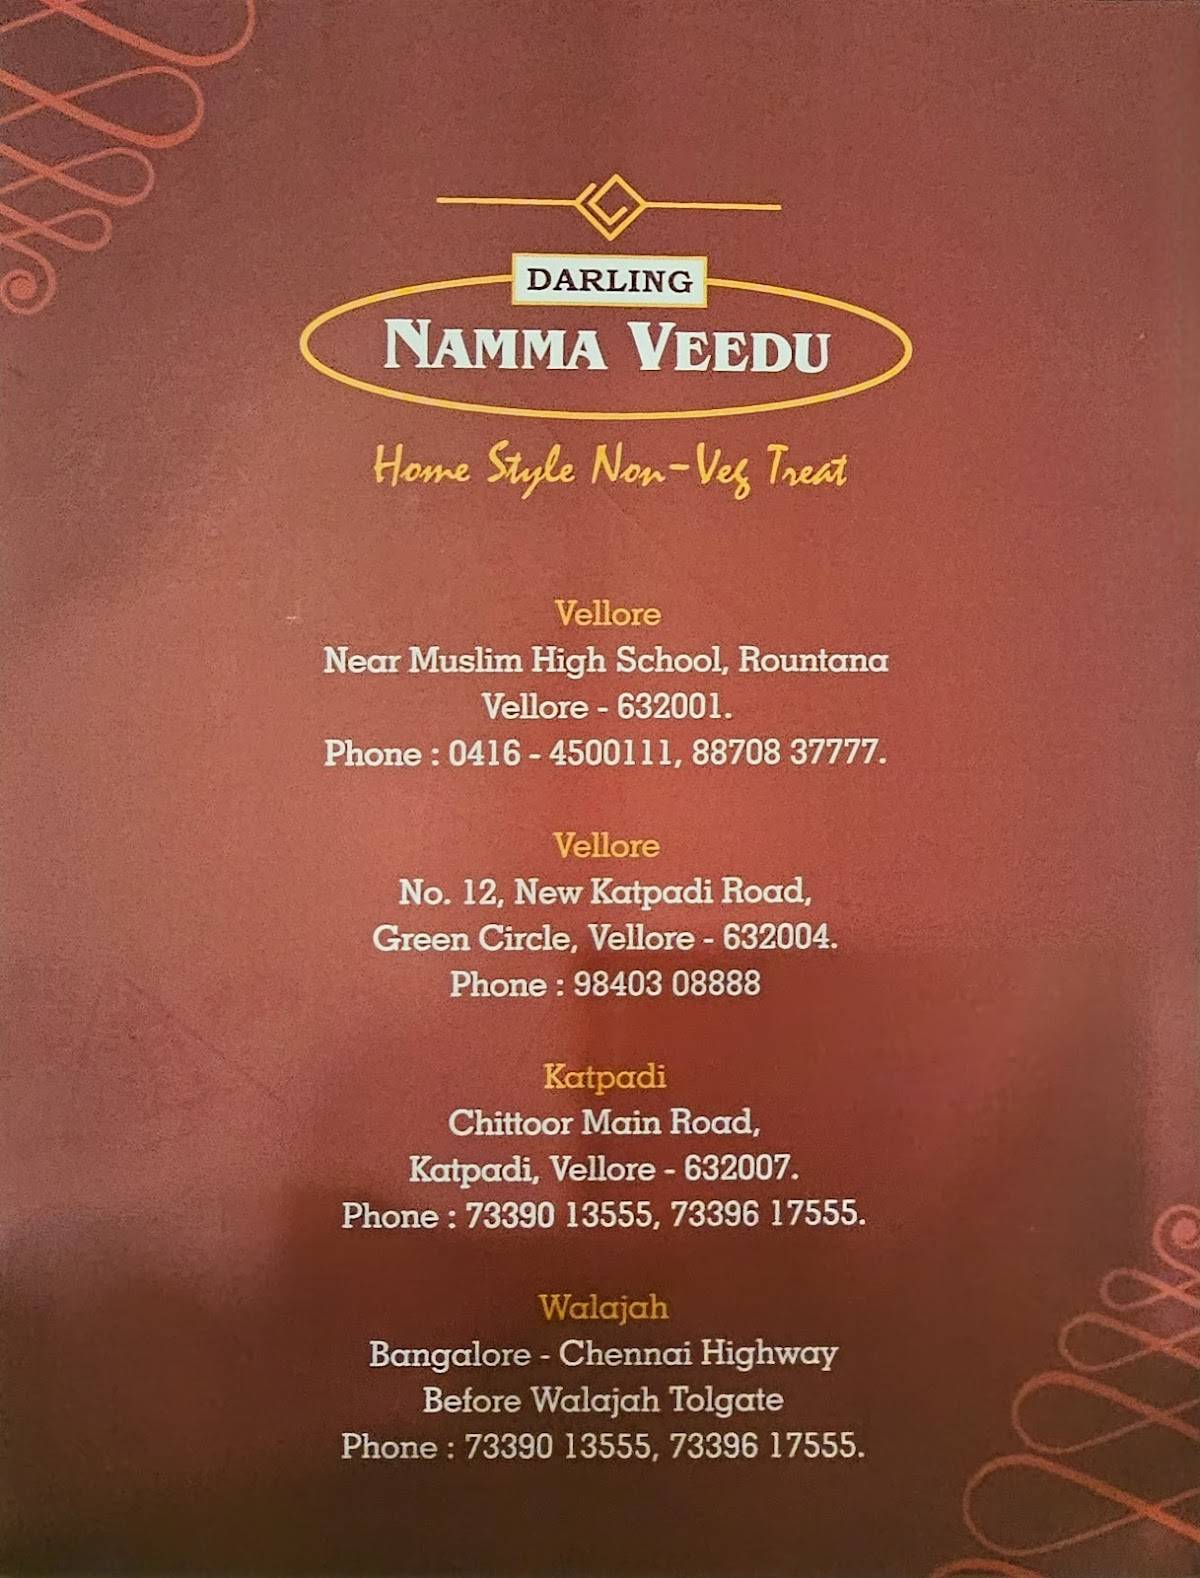 DARLING
NAMMA VEEDU
Home Style Non-Veg Treat
Vellore
Near Muslim High School, Rountana
Vellore - 632001.
Phone : 0416 - 4500111, 88708 37777.
Vellore
No. 12, New Katpadi Road,
Green Circle, Vellore - 632004.
Phone : 98403 08888
Katpadi
Chittoor Main Road,
Katpadi, Vellore - 632007.
Phone : 73390 13555, 73396 17555.
Walajah
Bangalore - Chennai Highway
Before Walajah Tolgate
Phone : 73390 13555, 73396 17555.